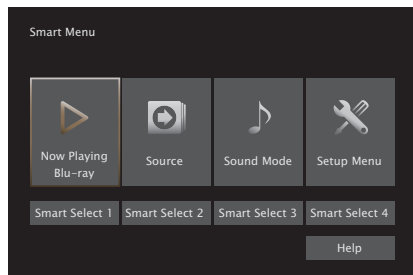 Smart Menu
Now Playing
Blu-ray
Source
Sound Mode
Setup Menu
Smart Select 1
Smart Select 2
Smart Select 3
Smart Select 4
Help